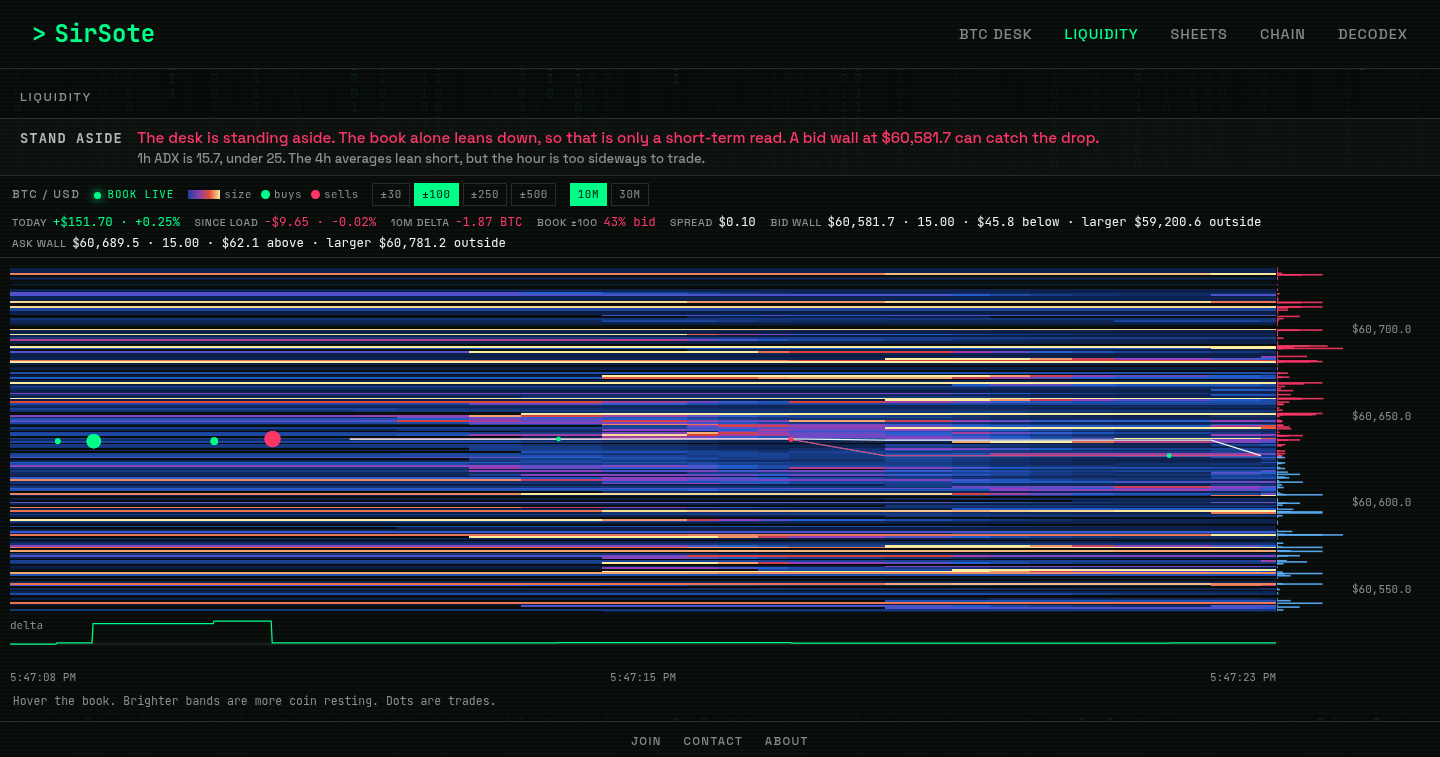 > SirSote
BTC DESK LIQUIDITY SHEETS CHAIN DECODEX
LIQUIDITY
STAND ASIDE The desk is standing aside. The book alone leans down, so that is only a short-term read. A bid wall at $60,581.7 can catch the drop.
1h ADX is 15.7, under 25. The 4h averages lean short, but the hour is too sideways to trade.
BTC / USD BOOK LIVE size buys sells ±30 ±100 ±250 ±500 10M 30M
TODAY +$151.70 · +0.25% SINCE LOAD -$9.65 · -0.02% 10M DELTA -1.87 BTC BOOK ±100 43% bid SPREAD $0.10 BID WALL $60,581.7 · 15.00 · $45.8 below · larger $59,200.6 outside
ASK WALL $60,689.5 · 15.00 · $62.1 above · larger $60,781.2 outside
$60,700.0
$60,650.0
$60,600.0
$60,550.0
delta
5:47:08 PM 5:47:15 PM 5:47:23 PM
Hover the book. Brighter bands are more coin resting. Dots are trades.
JOIN CONTACT ABOUT